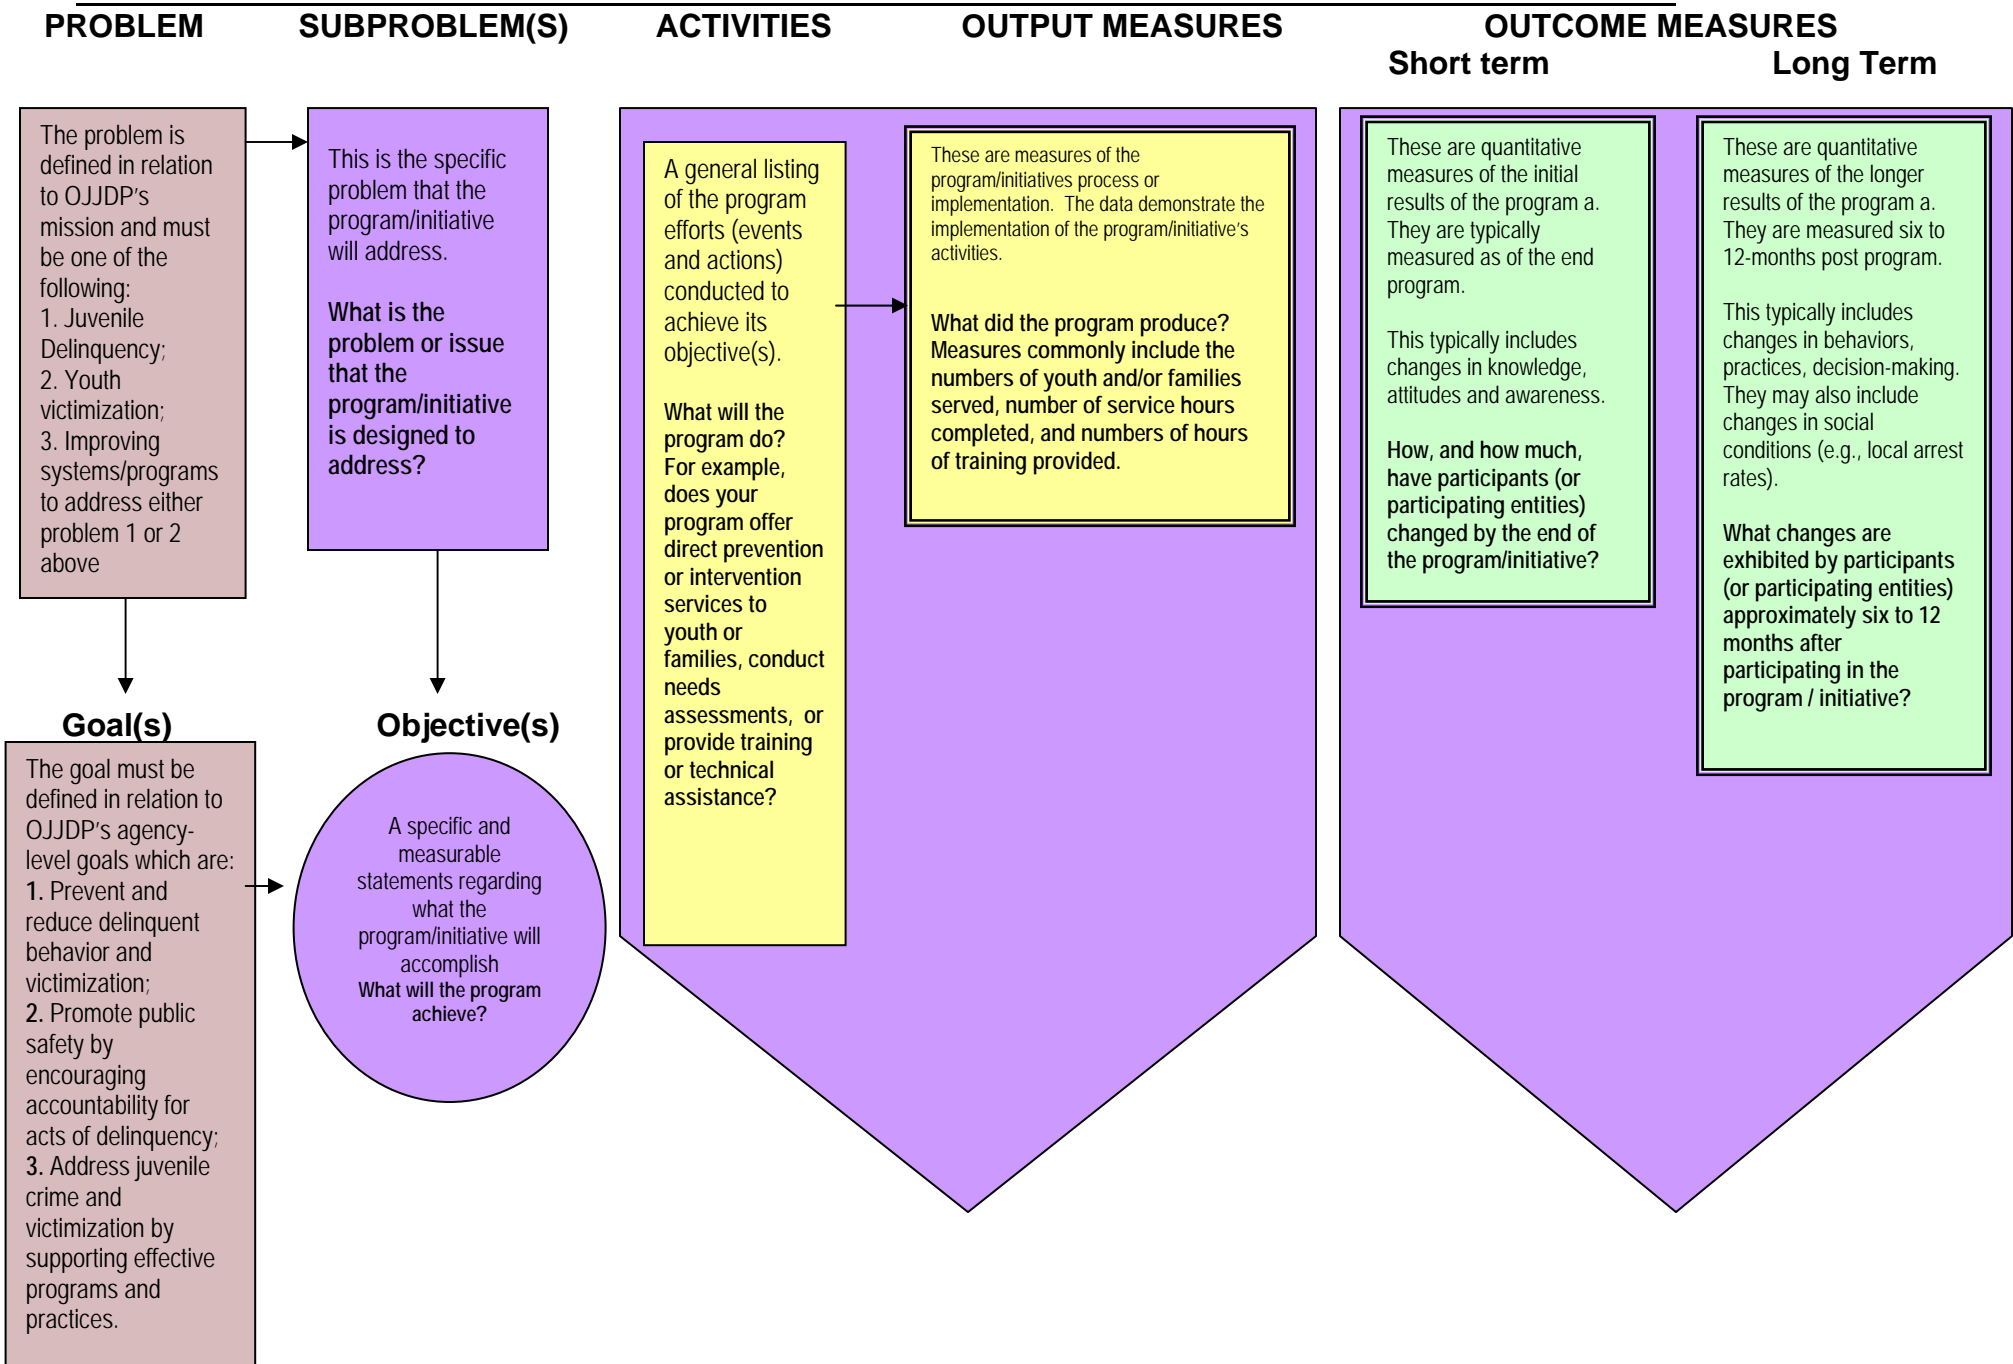 PROBLEM
SUBPROBLEM(S)
ACTIVITIES
OUTPUT MEASURES
OUTCOME MEASURES
Short term
Long Term
The problem is
defined in relation
to OJJDP's
mission and must
be one of the
following:
1. Juvenile
Delinquency;
2. Youth
victimization;
3. Improving
systems/programs
to address either
problem 1 or 2
above
This is the specific
problem that the
program/initiative
will address.
What is the
problem or issue
that the
program/initiative
is designed to
address?
A general listing
of the program
efforts (events
and actions)
conducted to
achieve its
objective(s).
What will the
program do?
For example,
does your
program offer
direct prevention
or intervention
services to
youth or
families, conduct
needs
assessments, or
provide training
or technical
assistance?
These are measures of the
program/initiatives process or
implementation. The data demonstrate the
implementation of the program/initiative's
activities.
What did the program produce?
Measures commonly include the
numbers of youth and/or families
served, number of service hours
completed, and numbers of hours
of training provided.
These are quantitative
measures of the initial
results of the program a.
They are typically
measured as of the end
program.
This typically includes
changes in knowledge,
attitudes and awareness.
How, and how much,
have participants (or
participating entities)
changed by the end of
the program/initiative?
These are quantitative
measures of the longer
results of the program a.
They are measured six to
12-months post program.
This typically includes
changes in behaviors,
practices, decision-making.
They may also include
changes in social
conditions (e.g., local arrest
rates).
What changes are
exhibited by participants
(or participating entities)
approximately six to 12
months after
participating in the
program / initiative?
Goal(s)
The goal must be
defined in relation to
OJJDP's agency-
level goals which are:
1. Prevent and
reduce delinquent
behavior and
victimization;
2. Promote public
safety by
encouraging
accountability for
acts of delinquency;
3. Address juvenile
crime and
victimization by
supporting effective
programs and
practices.
Objective(s)
A specific and
measurable
statements regarding
what the
program/initiative will
accomplish
What will the program
achieve?